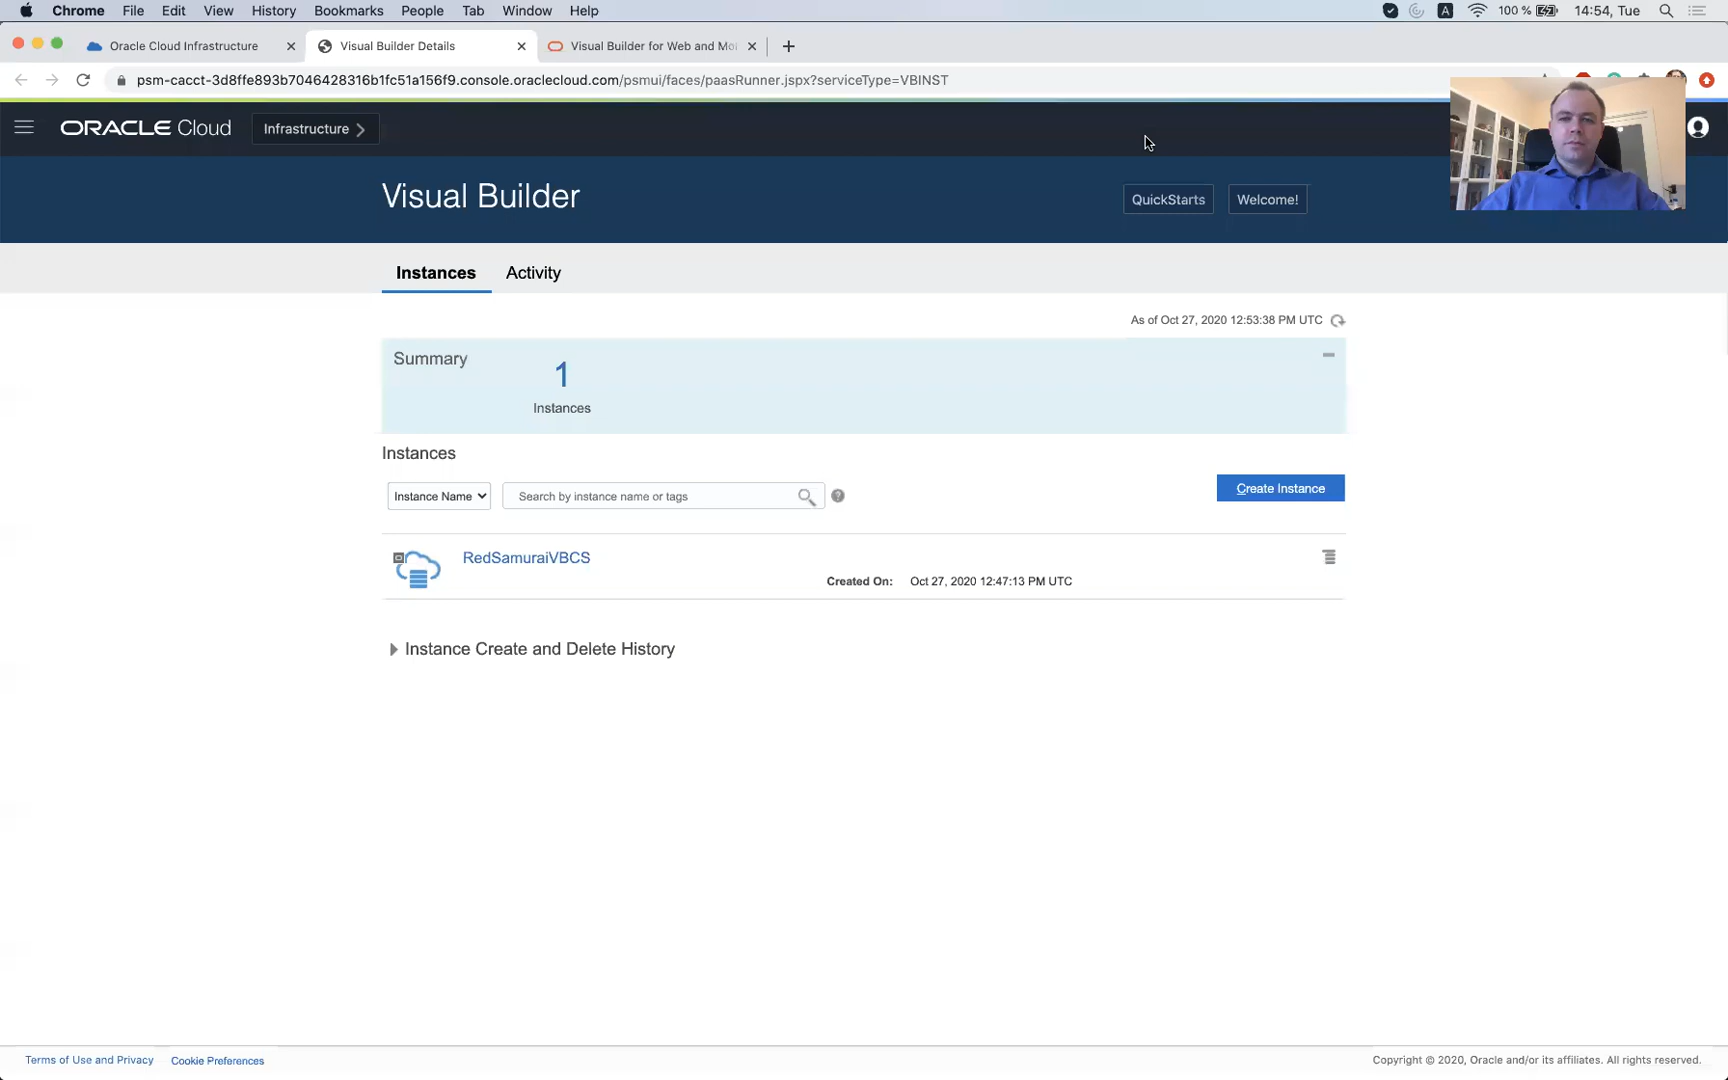 Chrome File Edit View History Bookmarks People Tab Window Help
A 100 % 14:54, Tue
Oracle Cloud Infrastructure
Visual Builder Details
Visual Builder for Web and Mo
psm-cacct-3d8ffe893b7046428316b1fc51a156f9.console.oraclecloud.com/psmui/faces/paasRunner.jspx?serviceType=VBINST
ORACLE Cloud
Infrastructure
Visual Builder
QuickStarts
Welcome!
Instances
Activity
As of Oct 27, 2020 12:53:38 PM UTC
Summary
1
Instances
Instances
Instance Name
Search by instance name or tags
?
Create Instance
RedSamuraiVBCS
Created On: Oct 27, 2020 12:47:13 PM UTC
Instance Create and Delete History
Terms of Use and Privacy
Cookie Preferences
Copyright © 2020, Oracle and/or its affiliates. All rights reserved.